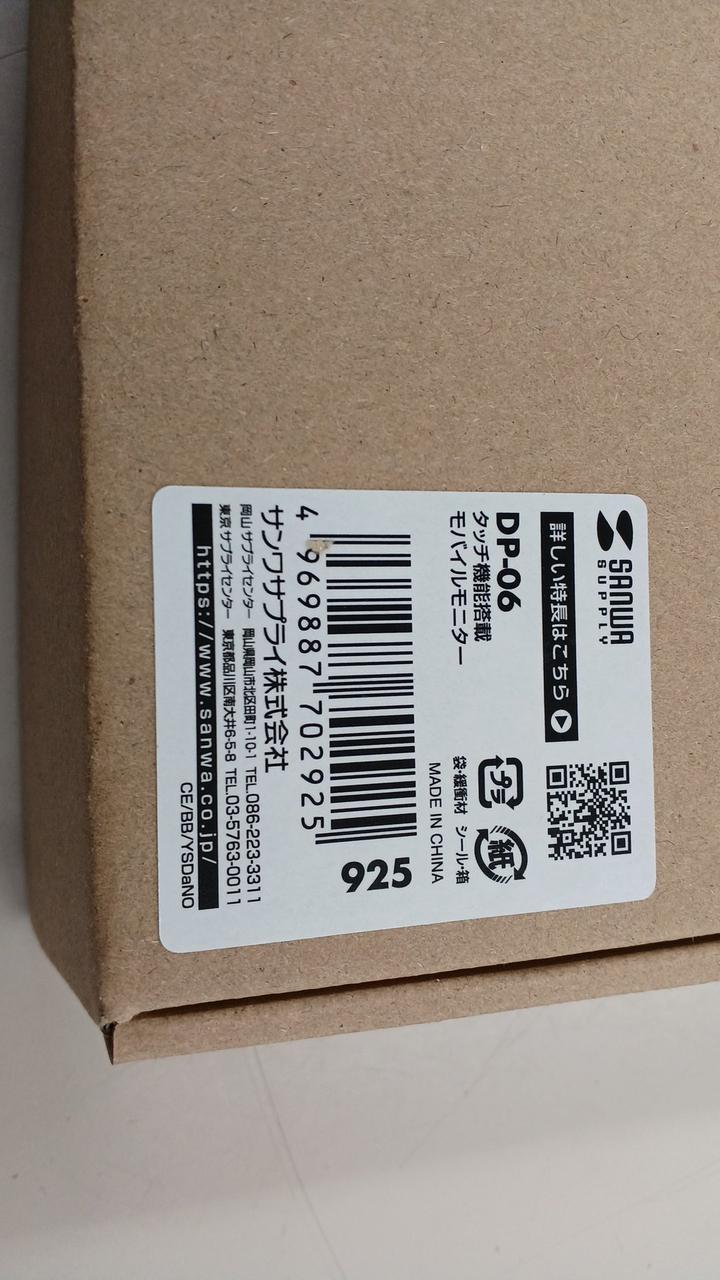 SANWA
SUPPLY
詳しい特長はこちら
DP-06
タッチ機能搭載
モバイルモニター
プラ
紙
袋・緩衝材 シール・箱
MADE IN CHINA
4 969887 702925
925
サンワサプライ株式会社
岡山サプライセンター 岡山県岡山市北区田町1-10-1 TEL.086-223-3311
東京サプライセンター 東京都品川区南大井6-5-8 TEL.03-5763-0011
https://www.sanwa.co.jp/
CE/BB/YSDaNO